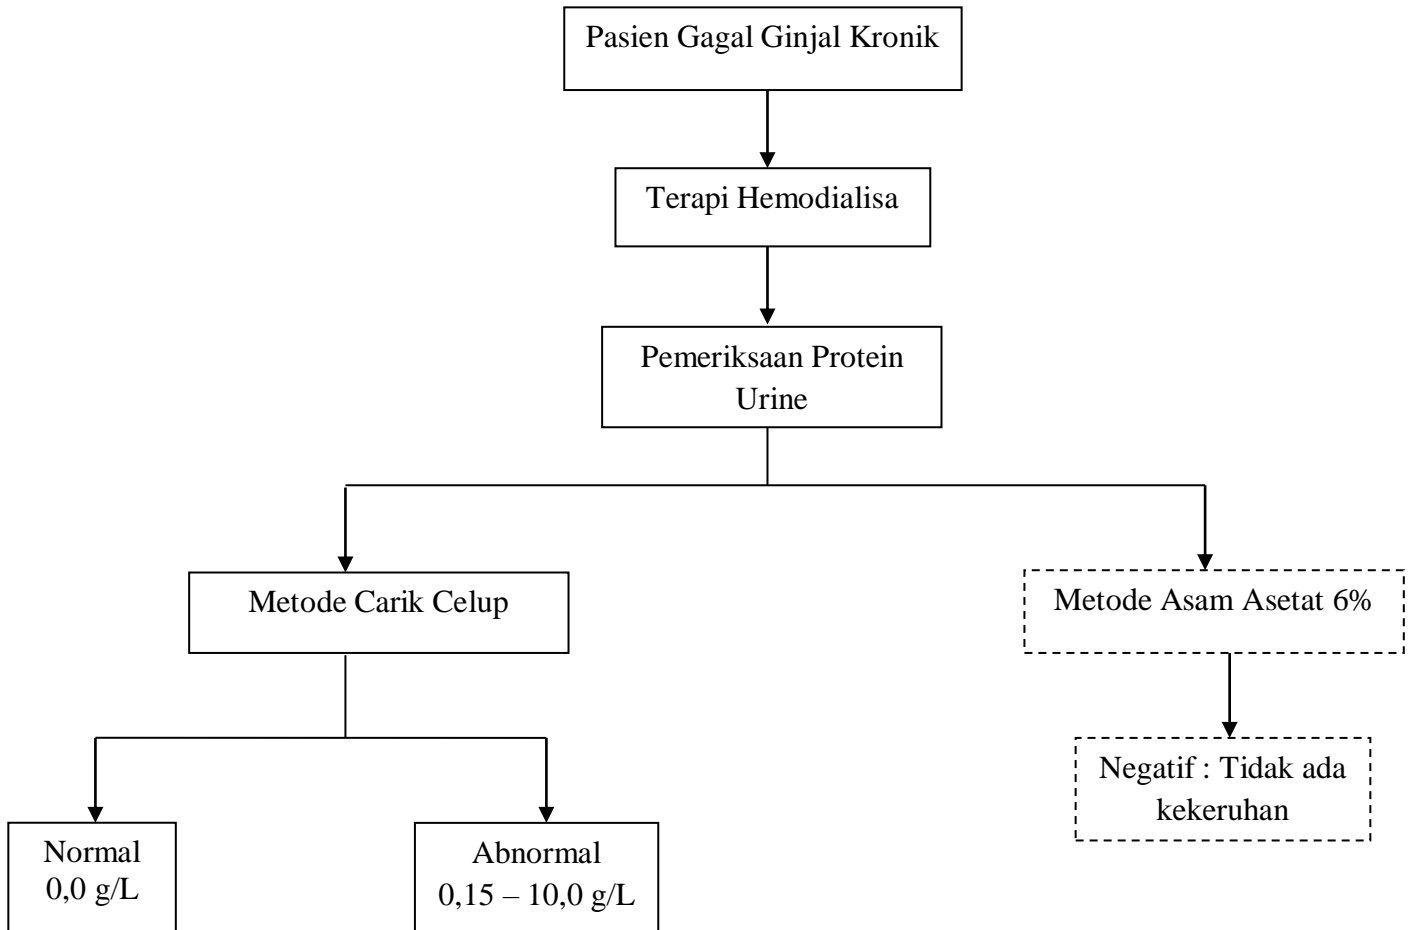 Pasien Gagal Ginjal Kronik
Terapi Hemodialisa
Pemeriksaan Protein
Urine
Metode Carik Celup
Metode Asam Asetat 6%
Negatif : Tidak ada
kekeruhan
Normal
0,0 g/L
Abnormal
0,15 – 10,0 g/L